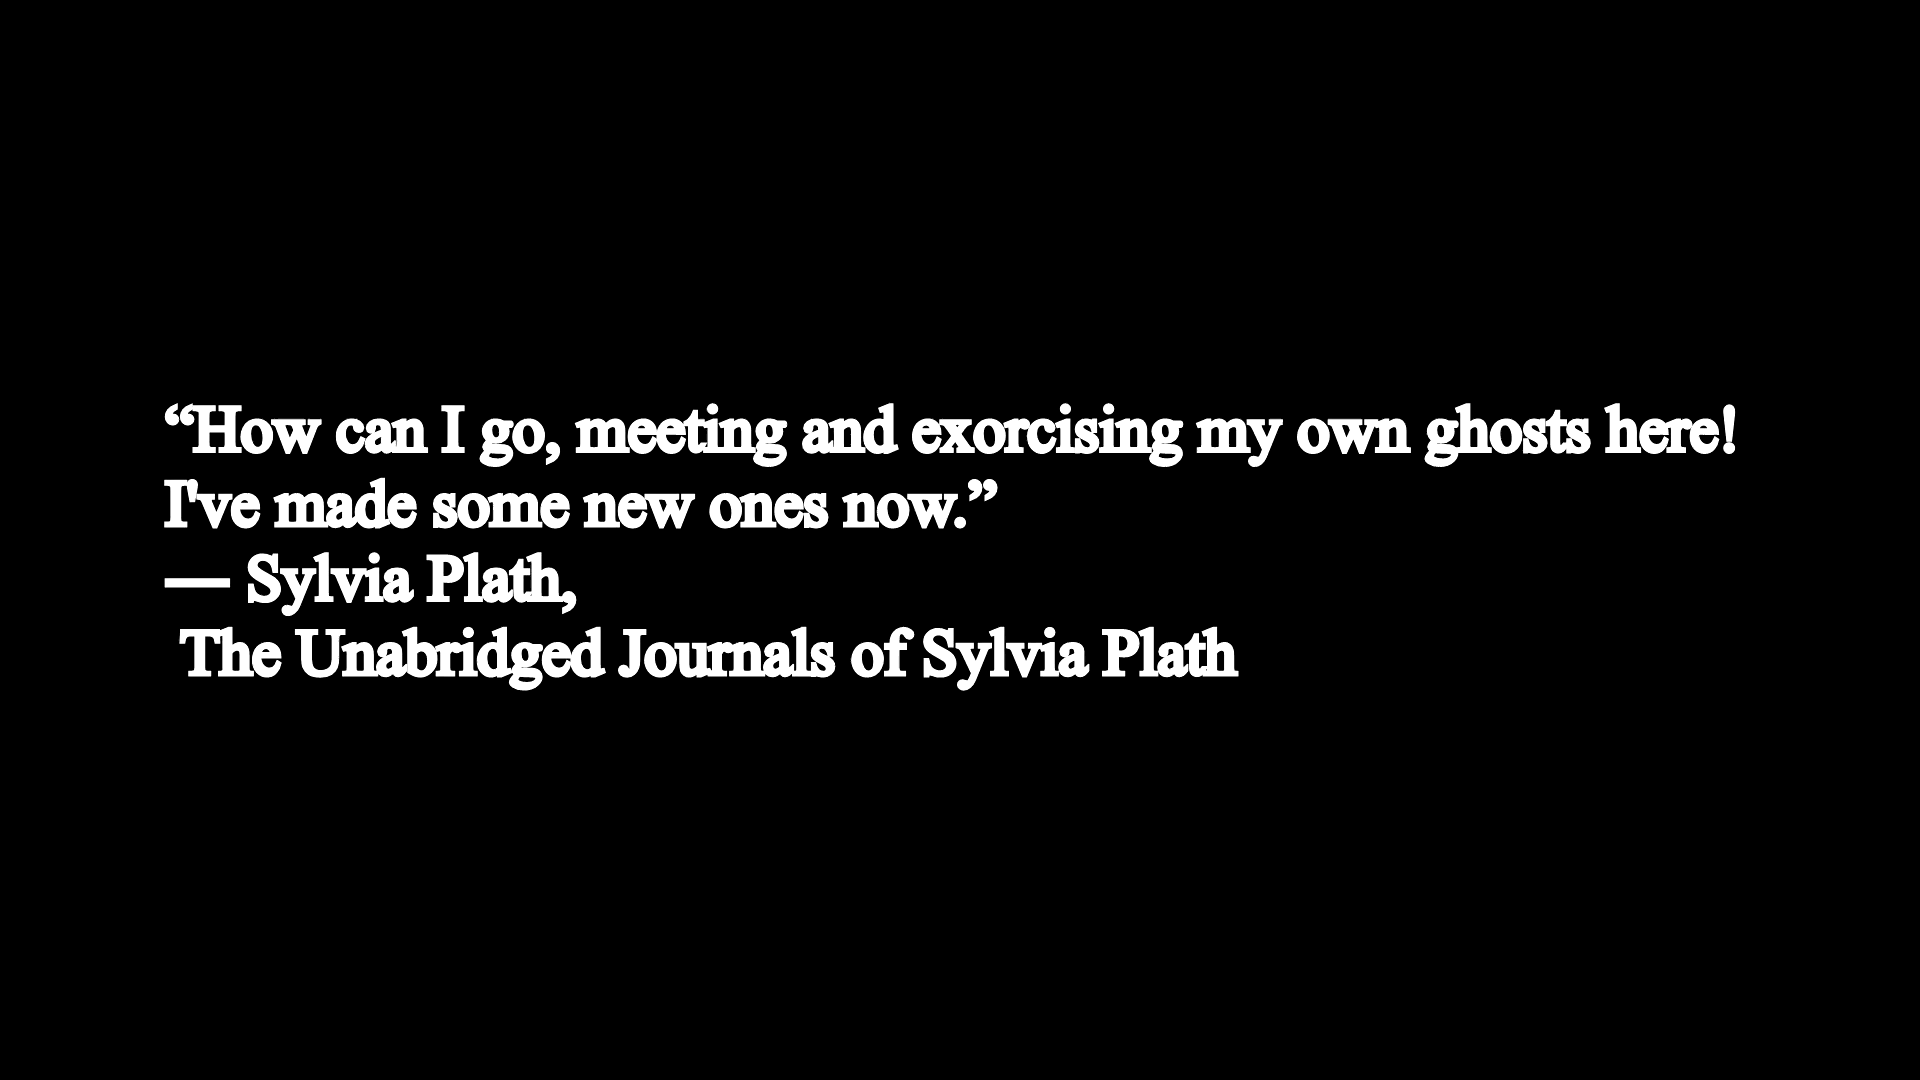 “How can I go, meeting and exorcising my own ghosts here!
I've made some new ones now.”
— Sylvia Plath,
The Unabridged Journals of Sylvia Plath